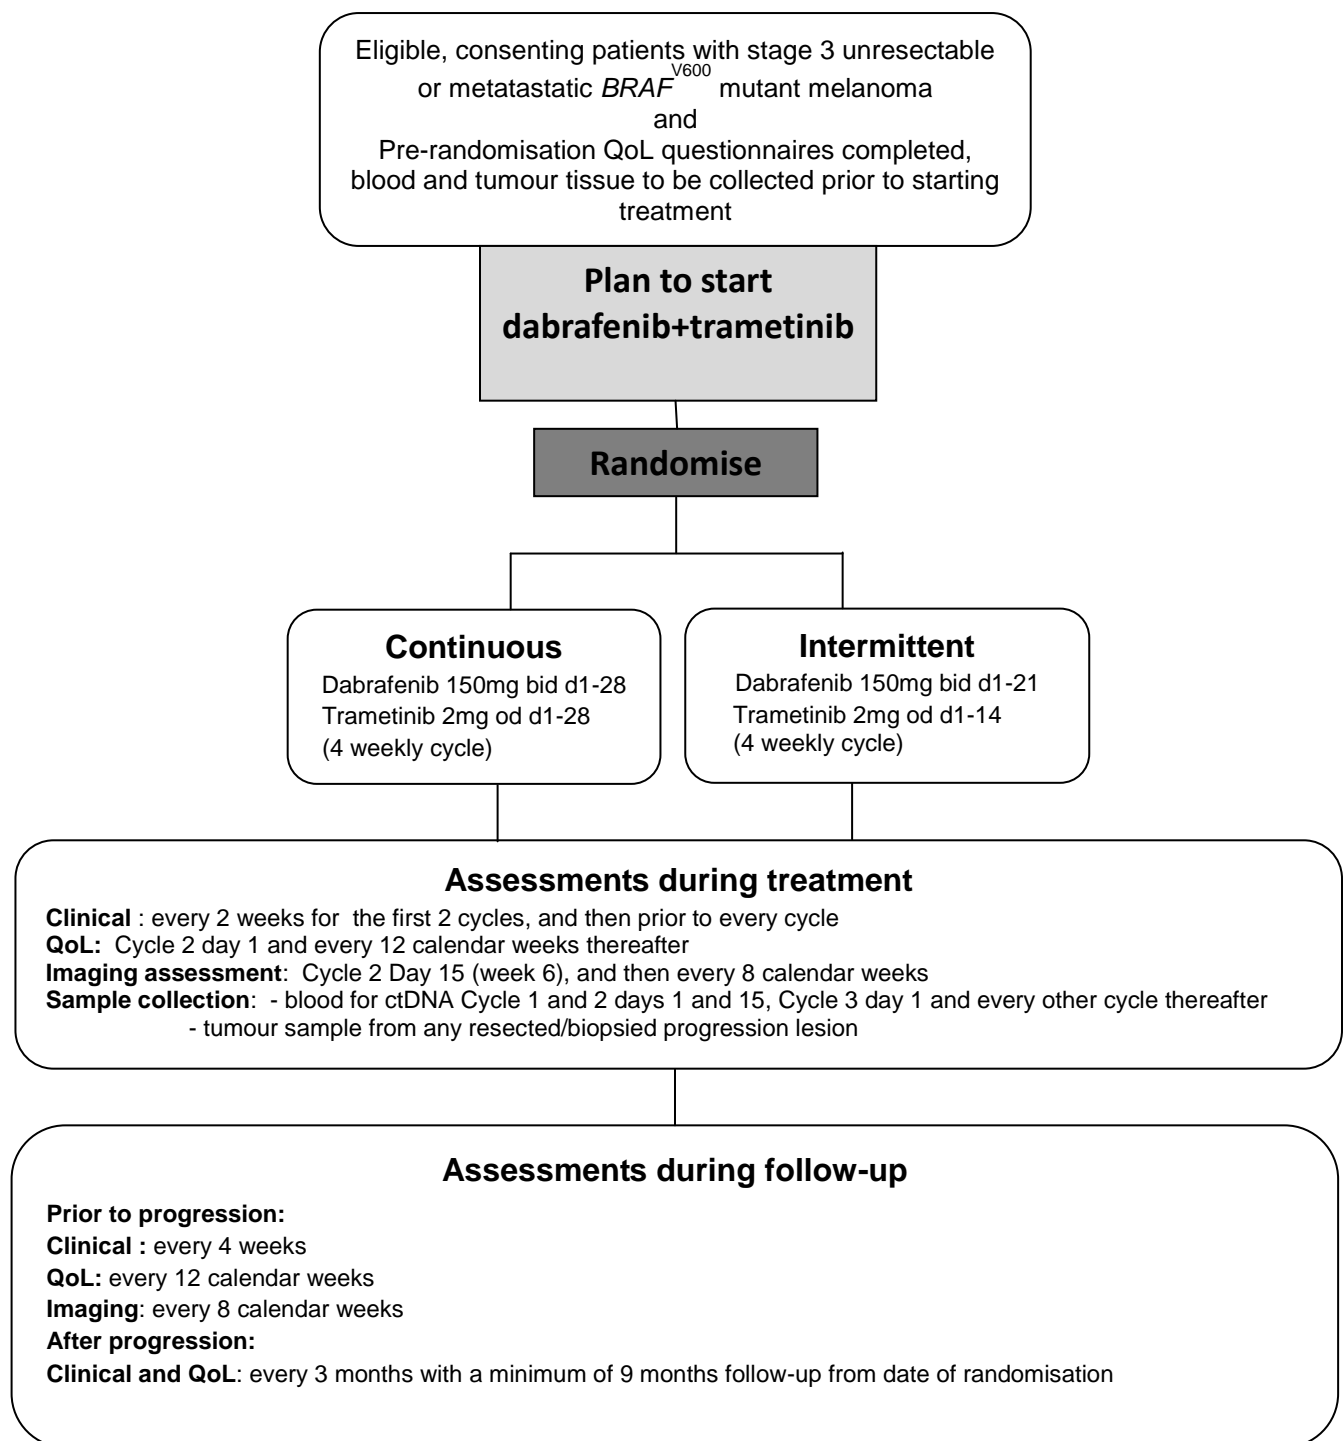 Eligible, consenting patients with stage 3 unresectable
or metatastatic BRAF V600 mutant melanoma
and
Pre-randomisation QoL questionnaires completed,
blood and tumour tissue to be collected prior to starting
treatment
Plan to start
dabrafenib+trametinib
Randomise
Continuous
Dabrafenib 150mg bid d1-28
Trametinib 2mg od d1-28
(4 weekly cycle)
Intermittent
Dabrafenib 150mg bid d1-21
Trametinib 2mg od d1-14
(4 weekly cycle)
Assessments during treatment
Clinical : every 2 weeks for the first 2 cycles, and then prior to every cycle
QoL: Cycle 2 day 1 and every 12 calendar weeks thereafter
Imaging assessment: Cycle 2 Day 15 (week 6), and then every 8 calendar weeks
Sample collection: - blood for ctDNA Cycle 1 and 2 days 1 and 15, Cycle 3 day 1 and every other cycle thereafter
- tumour sample from any resected/biopsied progression lesion
Assessments during follow-up
Prior to progression:
Clinical : every 4 weeks
QoL: every 12 calendar weeks
Imaging: every 8 calendar weeks
After progression:
Clinical and QoL: every 3 months with a minimum of 9 months follow-up from date of randomisation